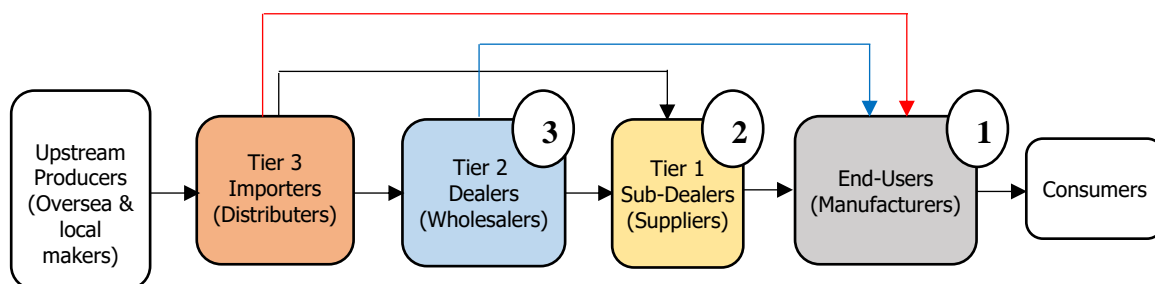 Upstream
Producers
(Oversea &
local
makers)
Tier 3
Importers
(Distributers)
3
Tier 2
Dealers
(Wholesalers)
2
Tier 1
Sub-Dealers
(Suppliers)
1
End-Users
(Manufacturers)
Consumers